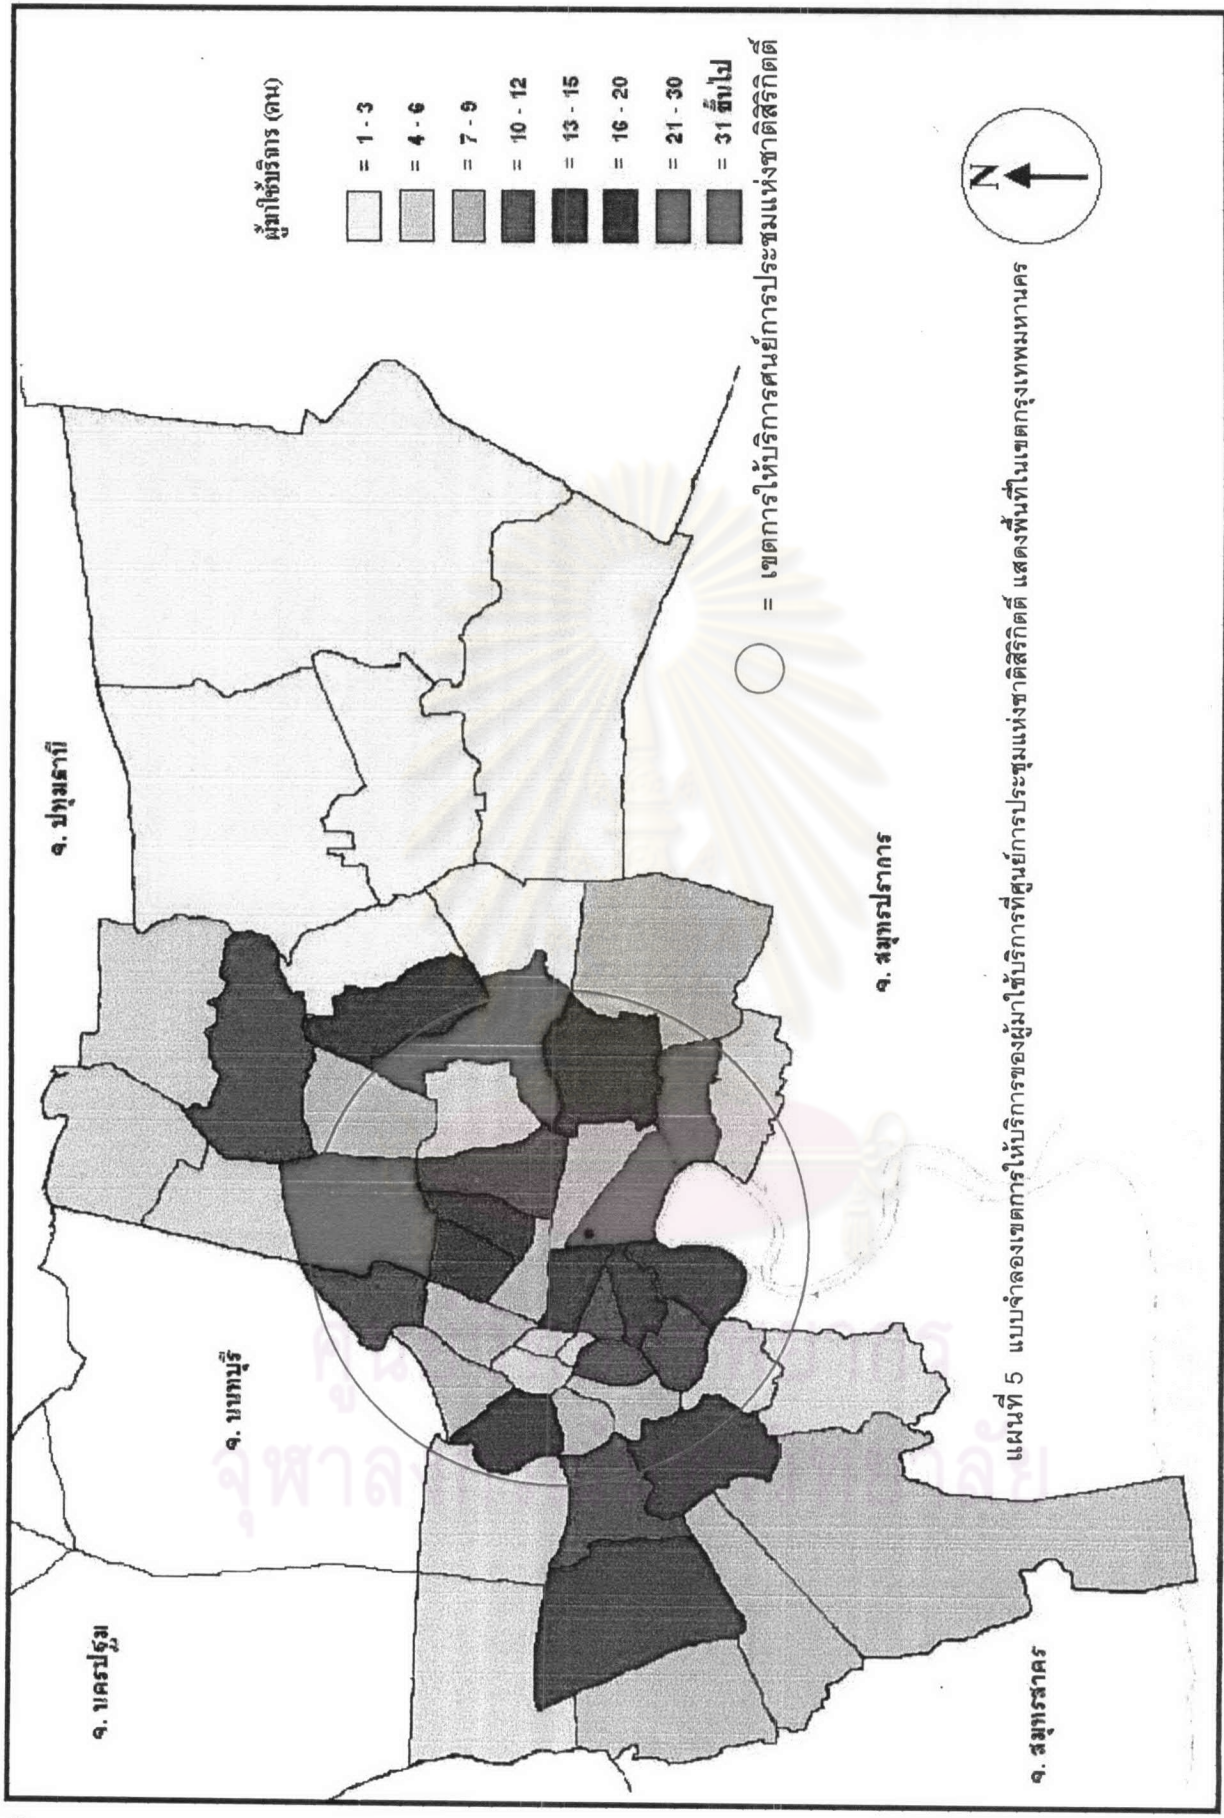 จ. ปทุมธานี
จ. นนทบุรี
จ. นครปฐม
จ. สมุทรปราการ
จ. สมุทรสาคร
ผู้มาใช้บริการ (คน)
= 1 - 3
= 4 - 6
= 7 - 9
= 10 - 12
= 13 - 15
= 16 - 20
= 21 - 30
= 31 ขึ้นไป
= เขตการให้บริการศูนย์การประชุมแห่งชาติสิริกิตติ์
N
แผนที่ 5 แบบจำลองเขตการให้บริการของผู้มาใช้บริการที่ศูนย์การประชุมแห่งชาติสิริกิตติ์ แสดงพื้นที่ในเขตกรุงเทพมหานคร